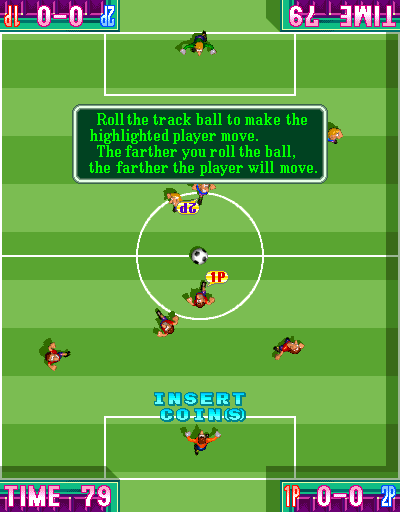 1P 0-0 2P
TIME 79
Roll the track ball to make the
highlighted player move.
The farther you roll the ball,
the farther the player will move.
2P
1P
INSERT
COIN(S)
TIME 79
1P 0-0 2P